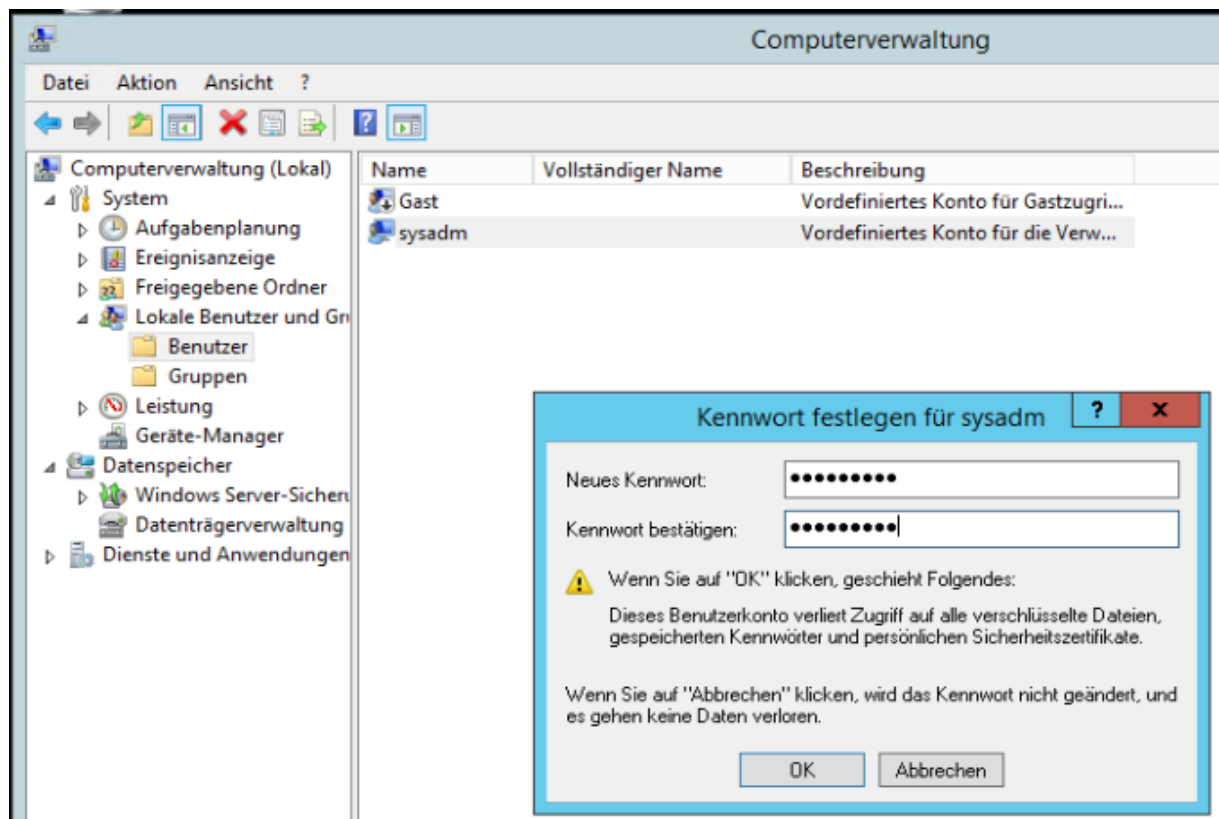 Computerverwaltung
Datei Aktion Ansicht ?
Computerverwaltung (Lokal)
System
Aufgabenplanung
Ereignisanzeige
Freigegebene Ordner
Lokale Benutzer und Gru
Benutzer
Gruppen
Leistung
Geräte-Manager
Datenspeicher
Windows Server-Sicheru
Datenträgerverwaltung
Dienste und Anwendungen
Name Vollständiger Name Beschreibung
Gast Vordefiniertes Konto für Gastzugri...
sysadm Vordefiniertes Konto für die Verw...
Kennwort festlegen für sysadm ? x
Neues Kennwort: ●●●●●●●●●
Kennwort bestätigen: ●●●●●●●●●
Wenn Sie auf "OK" klicken, geschieht Folgendes:
Dieses Benutzerkonto verliert Zugriff auf alle verschlüsselte Dateien,
gespeicherten Kennwörter und persönlichen Sicherheitszertifikate.
Wenn Sie auf "Abbrechen" klicken, wird das Kennwort nicht geändert, und
es gehen keine Daten verloren.
OK Abbrechen